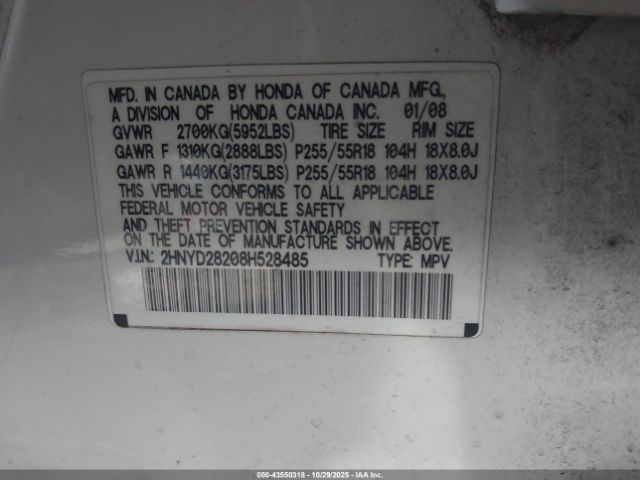 MFD. IN CANADA BY HONDA OF CANADA MFG.,
A DIVISION OF HONDA CANADA INC. 01/08
GVWR 2700KG(5952LBS) TIRE SIZE RIM SIZE
GAWR F 1310KG(2888LBS) P255/55R18 104H 18X8.0J
GAWR R 1440KG(3175LBS) P255/55R18 104H 18X8.0J
THIS VEHICLE CONFORMS TO ALL APPLICABLE
FEDERAL MOTOR VEHICLE SAFETY
AND THEFT PREVENTION STANDARDS IN EFFECT
ON THE DATE OF MANUFACTURE SHOWN ABOVE.
V.I.N.: 2HNYD28208H528485 TYPE: MPV
000-43550318 - 10/29/2025 - IAAI.COM